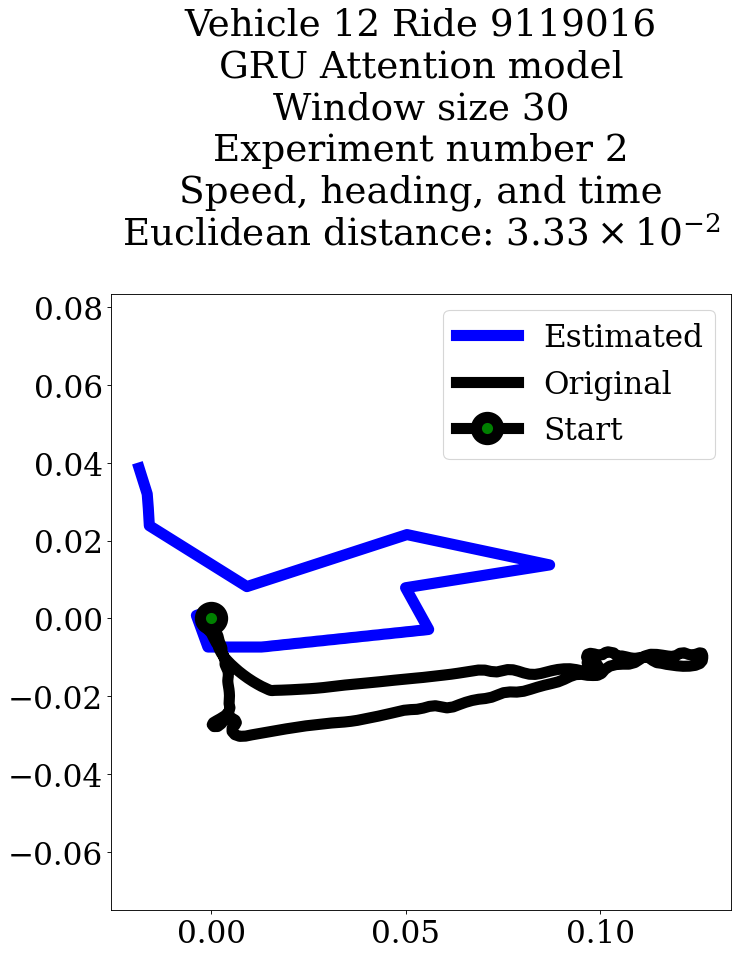 Vehicle 12 Ride 9119016
GRU Attention model
Window size 30
Experiment number 2
Speed, heading, and time
Euclidean distance: 3.33 × 10⁻²
Estimated
Original
Start
0.08
0.06
0.04
0.02
0.00
−0.02
−0.04
−0.06
0.00 0.05 0.10